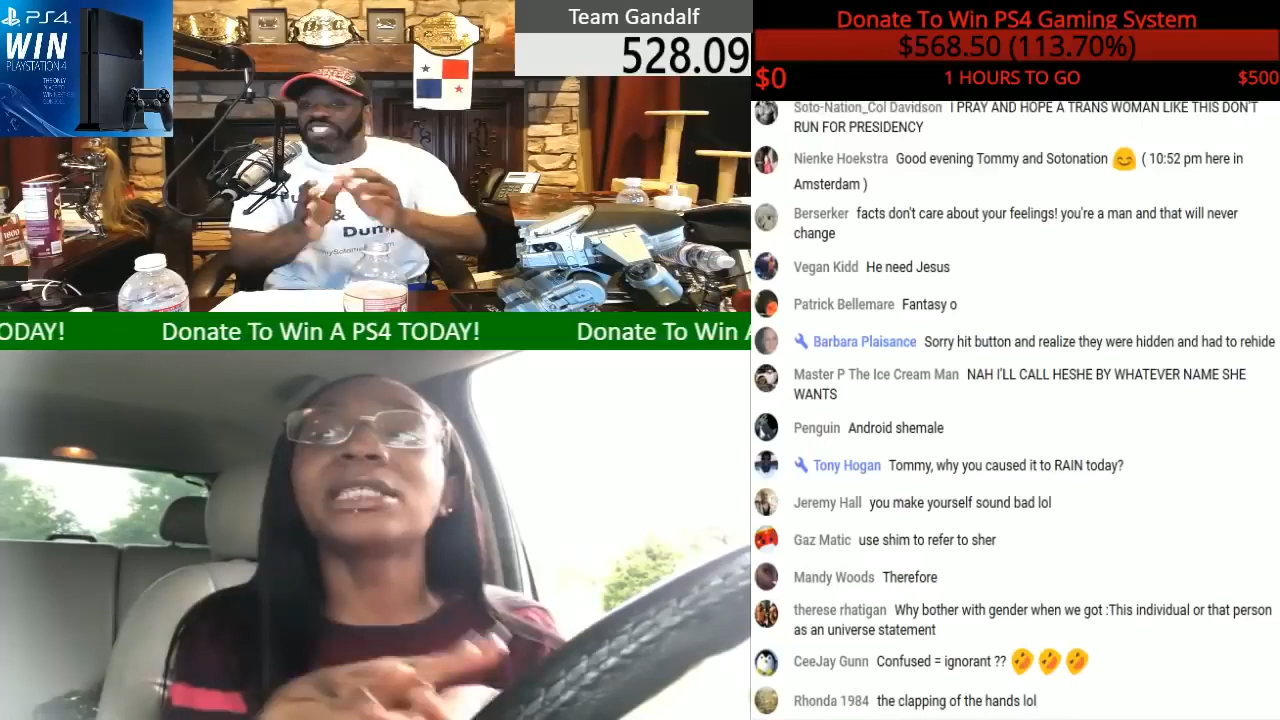 PS4
WIN
PLAYSTATION 4
Team Gandalf
528.09
Donate To Win PS4 Gaming System
$568.50 (113.70%)
$0
1 HOURS TO GO
$500
&
ODAY!
Donate To Win A PS4 TODAY!
Donate To Win A
Soto-Nation_Col Davidson I PRAY AND HOPE A TRANS WOMAN LIKE THIS DON'T
RUN FOR PRESIDENCY
Nienke Hoekstra Good evening Tommy and Sotonation 😊 ( 10:52 pm here in
Amsterdam )
Berserker facts don't care about your feelings! you're a man and that will never
change
Vegan Kidd He need Jesus
Patrick Bellemare Fantasy o
Barbara Plaisance Sorry hit button and realize they were hidden and had to rehide
Master P The Ice Cream Man NAH I'LL CALL HESHE BY WHATEVER NAME SHE
WANTS
Penguin Android shemale
Tony Hogan Tommy, why you caused it to RAIN today?
Jeremy Hall you make yourself sound bad lol
Gaz Matic use shim to refer to sher
Mandy Woods Therefore
therese rhatigan Why bother with gender when we got :This individual or that person
as an universe statement
CeeJay Gunn Confused = ignorant ?? 🤣 🤣 🤣
Rhonda 1984 the clapping of the hands lol